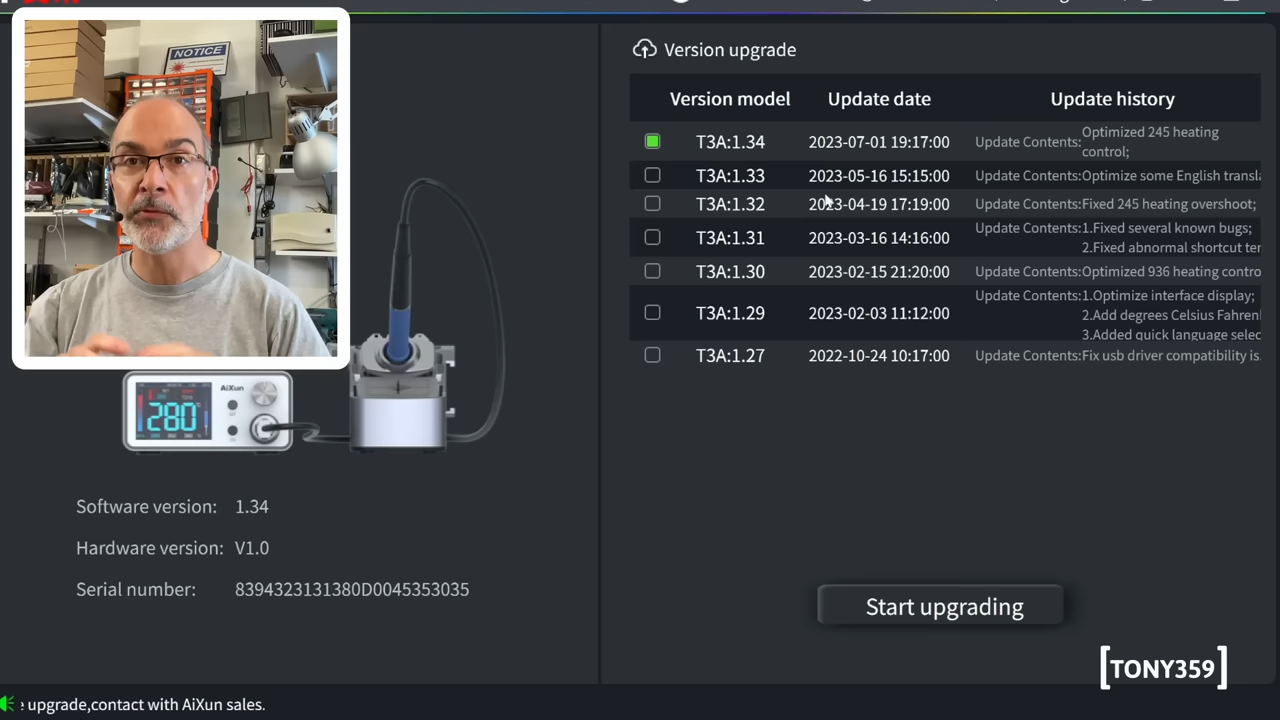 NOTICE
Version upgrade
Version model Update date Update history
T3A:1.34 2023-07-01 19:17:00 Update Contents: Optimized 245 heating
control;
T3A:1.33 2023-05-16 15:15:00 Update Contents:Optimize some English transl
T3A:1.32 2023-04-19 17:19:00 Update Contents:Fixed 245 heating overshoot;
T3A:1.31 2023-03-16 14:16:00 Update Contents:1.Fixed several known bugs;
2.Fixed abnormal shortcut ter
T3A:1.30 2023-02-15 21:20:00 Update Contents:Optimized 936 heating contro
T3A:1.29 2023-02-03 11:12:00 Update Contents:1.Optimize interface display;
2.Add degrees Celsius Fahren
3.Added quick language selec
T3A:1.27 2022-10-24 10:17:00 Update Contents:Fix usb driver compatibility is
AiXun
280
Software version: 1.34
Hardware version: V1.0
Serial number: 8394323131380D0045353035
Start upgrading
[TONY359]
e upgrade,contact with AiXun sales.